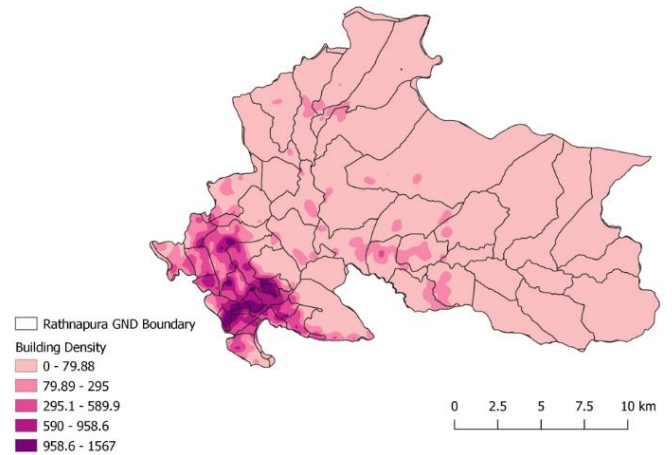 Rathnapura GND Boundary
Building Density
0 - 79.88
79.89 - 295
295.1 - 589.9
590 - 958.6
958.6 - 1567
0 2.5 5 7.5 10 km